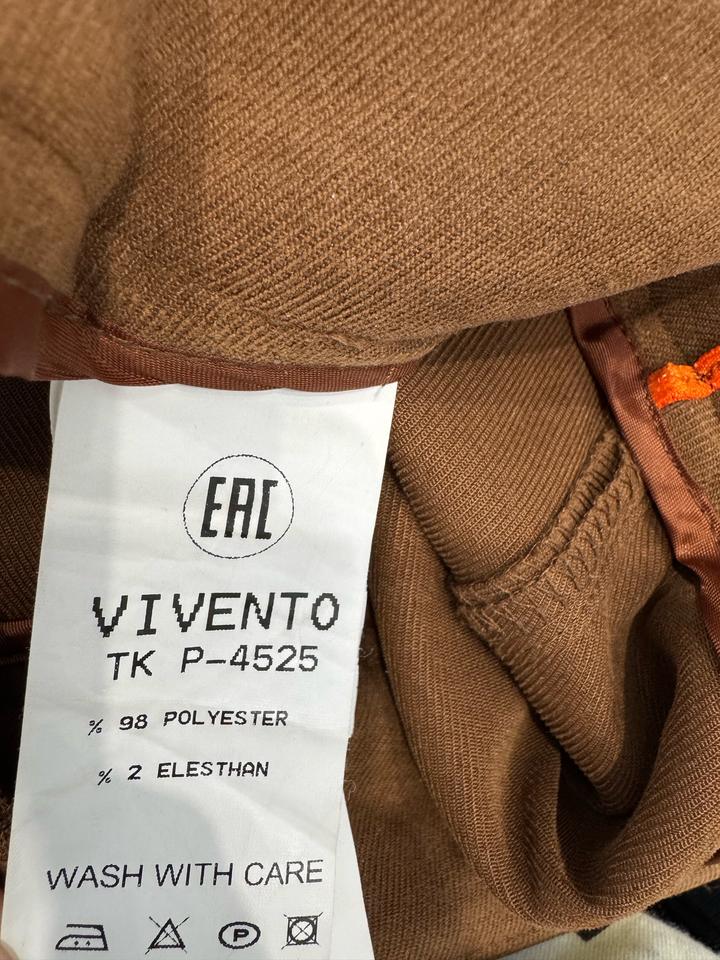 EAC
VIVENTO
TK P-4525
% 98 POLYESTER
% 2 ELESTHAN
WASH WITH CARE
P